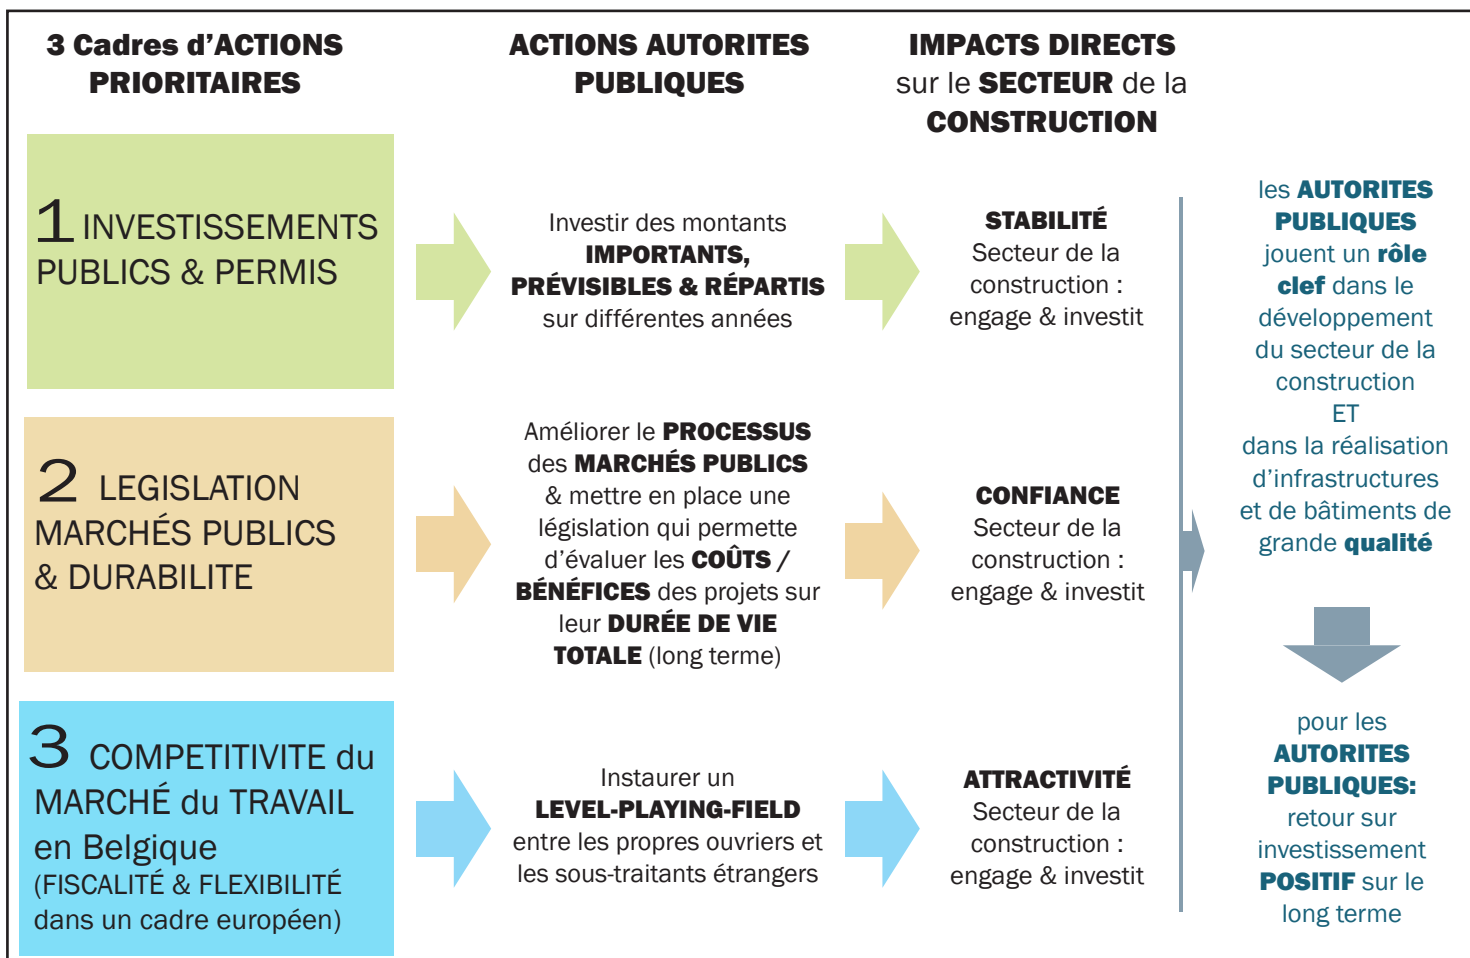 3 Cadres d’ACTIONS
PRIORITAIRES
ACTIONS AUTORITES
PUBLIQUES
IMPACTS DIRECTS
sur le SECTEUR de la
CONSTRUCTION
1 INVESTISSEMENTS
PUBLICS & PERMIS
Investir des montants
IMPORTANTS,
PRÉVISIBLES & RÉPARTIS
sur différentes années
STABILITÉ
Secteur de la
construction :
engage & investit
2 LEGISLATION
MARCHÉS PUBLICS
& DURABILITE
Améliorer le PROCESSUS
des MARCHÉS PUBLICS
& mettre en place une
législation qui permette
d’évaluer les COÛTS /
BÉNÉFICES des projets sur
leur DURÉE DE VIE
TOTALE (long terme)
CONFIANCE
Secteur de la
construction :
engage & investit
3 COMPETITIVITE du
MARCHÉ du TRAVAIL
en Belgique
(FISCALITÉ & FLEXIBILITÉ
dans un cadre européen)
Instaurer un
LEVEL-PLAYING-FIELD
entre les propres ouvriers et
les sous-traitants étrangers
ATTRACTIVITÉ
Secteur de la
construction :
engage & investit
les AUTORITES
PUBLIQUES
jouent un rôle
clef dans le
développement
du secteur de la
construction
ET
dans la réalisation
d’infrastructures
et de bâtiments de
grande qualité
pour les
AUTORITES
PUBLIQUES:
retour sur
investissement
POSITIF sur le
long terme